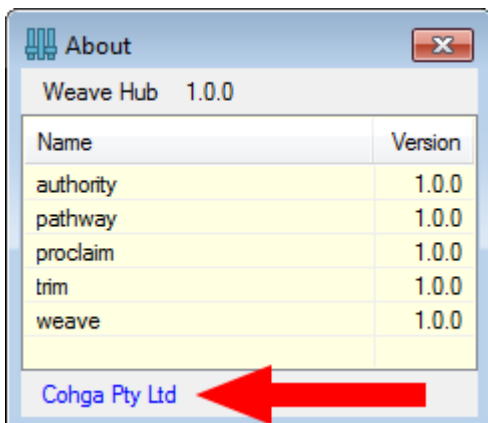 About
Weave Hub 1.0.0
Name Version
authority 1.0.0
pathway 1.0.0
proclaim 1.0.0
trim 1.0.0
weave 1.0.0
Cohga Pty Ltd